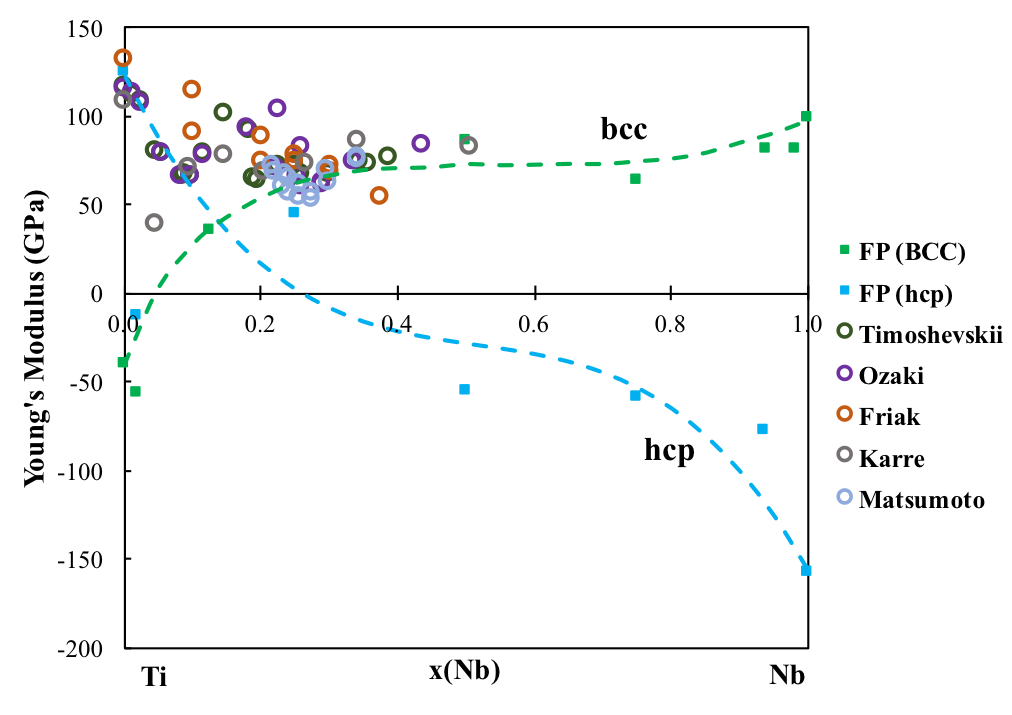 150
100
50
0
-50
-100
-150
-200
Young's Modulus (GPa)
0.0
0.2
0.4
0.6
0.8
1.0
bcc
hcp
Ti
x(Nb)
Nb
FP (BCC)
FP (hcp)
Timoshevskii
Ozaki
Friak
Karre
Matsumoto